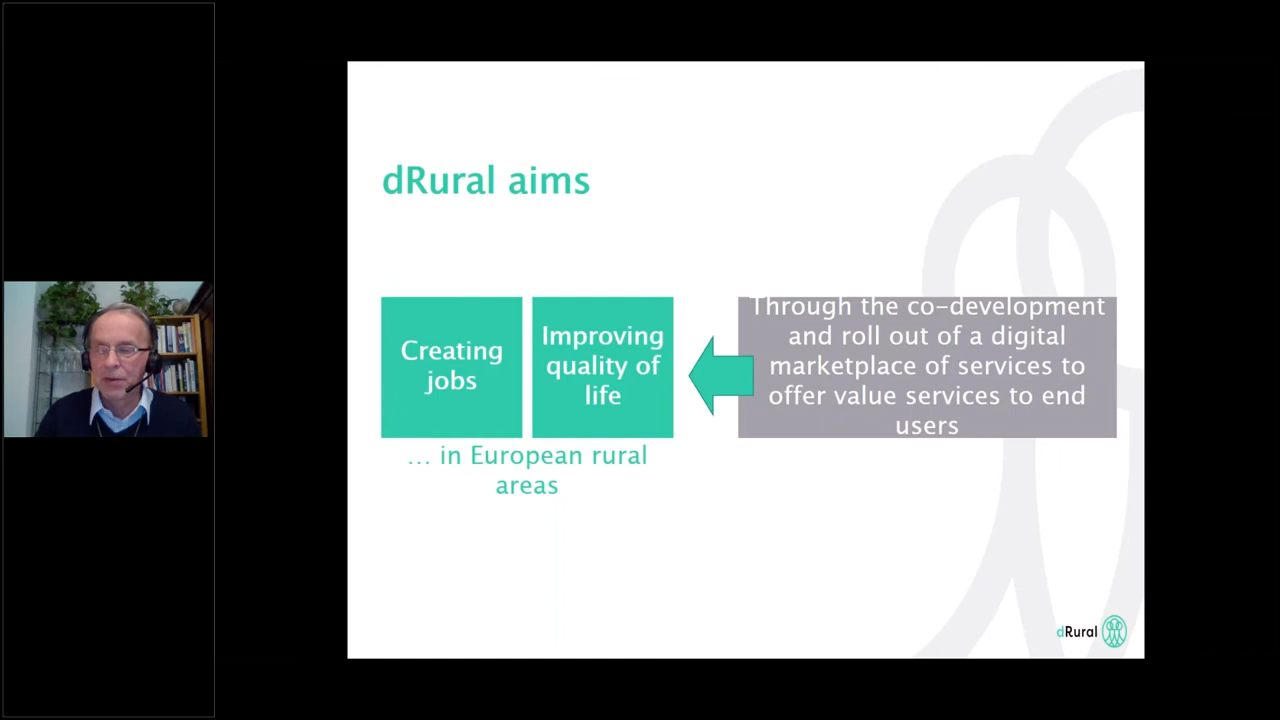 dRural aims
Creating
jobs
Improving
quality of
life
… in European rural
areas
Through the co-development
and roll out of a digital
marketplace of services to
offer value services to end
users
dRural